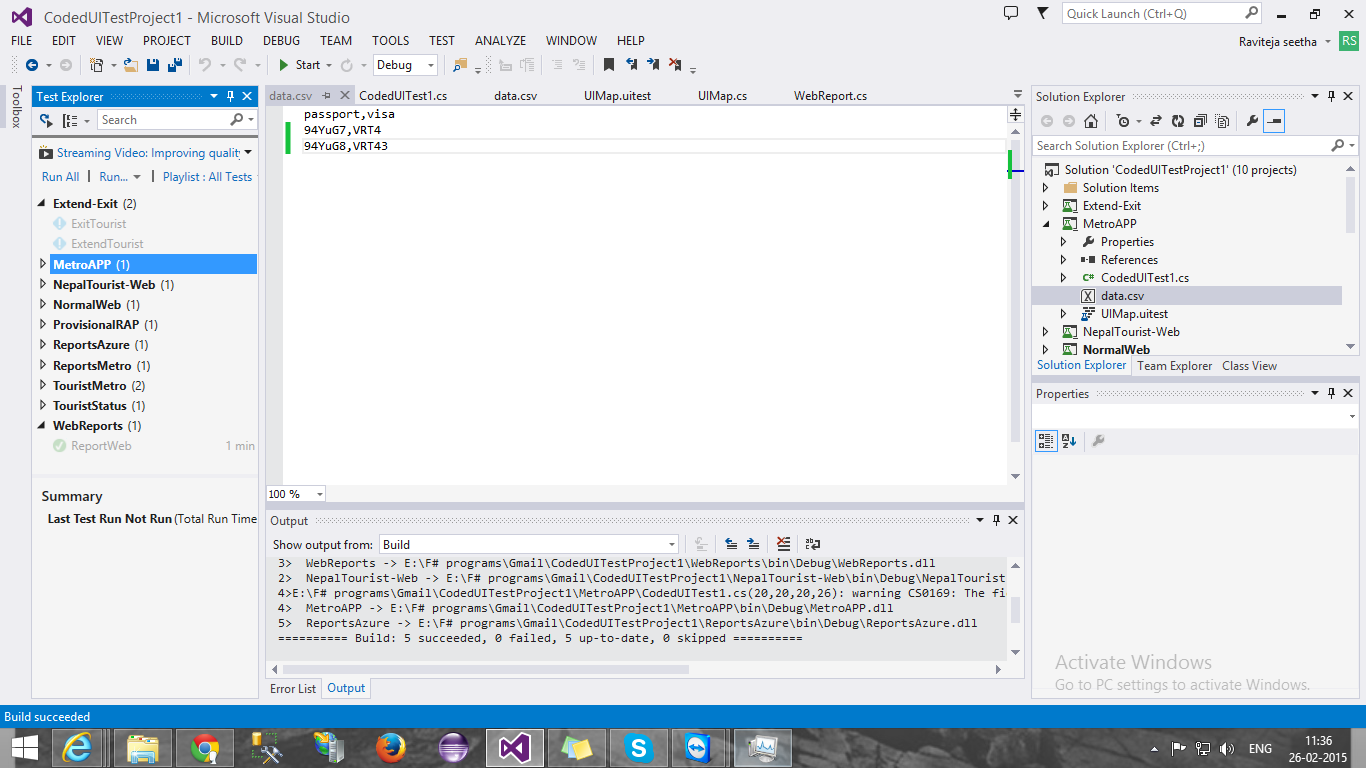 CodedUITestProject1 - Microsoft Visual Studio
Quick Launch (Ctrl+Q)
FILE EDIT VIEW PROJECT BUILD DEBUG TEAM TOOLS TEST ANALYZE WINDOW HELP
Raviteja seetha RS
Start Debug
Toolbox
Test Explorer
Search
Streaming Video: Improving quality
Run All Run... Playlist : All Tests
Extend-Exit (2)
ExitTourist
ExtendTourist
MetroAPP (1)
NepalTourist-Web (1)
NormalWeb (1)
ProvisionalRAP (1)
ReportsAzure (1)
ReportsMetro (1)
TouristMetro (2)
TouristStatus (1)
WebReports (1)
ReportWeb 1 min
Summary
Last Test Run Not Run (Total Run Time
data.csv CodedUITest1.cs data.csv UIMap.uitest UIMap.cs WebReport.cs
passport,visa
94YuG7,VRT4
94YuG8,VRT43
100 %
Output
Show output from: Build
3> WebReports -> E:\F# programs\Gmail\CodedUITestProject1\WebReports\bin\Debug\WebReports.dll
2> NepalTourist-Web -> E:\F# programs\Gmail\CodedUITestProject1\NepalTourist-Web\bin\Debug\NepalTourist
4>E:\F# programs\Gmail\CodedUITestProject1\MetroAPP\CodedUITest1.cs(20,20,20,26): warning CS0169: The fi
4> MetroAPP -> E:\F# programs\Gmail\CodedUITestProject1\MetroAPP\bin\Debug\MetroAPP.dll
5> ReportsAzure -> E:\F# programs\Gmail\CodedUITestProject1\ReportsAzure\bin\Debug\ReportsAzure.dll
========== Build: 5 succeeded, 0 failed, 5 up-to-date, 0 skipped ==========
Error List Output
Solution Explorer
Search Solution Explorer (Ctrl+;)
Solution 'CodedUITestProject1' (10 projects)
Solution Items
Extend-Exit
MetroAPP
Properties
References
C# CodedUITest1.cs
data.csv
UIMap.uitest
NepalTourist-Web
NormalWeb
Solution Explorer Team Explorer Class View
Properties
Activate Windows
Go to PC settings to activate Windows.
Build succeeded
ENG
11:36
26-02-2015